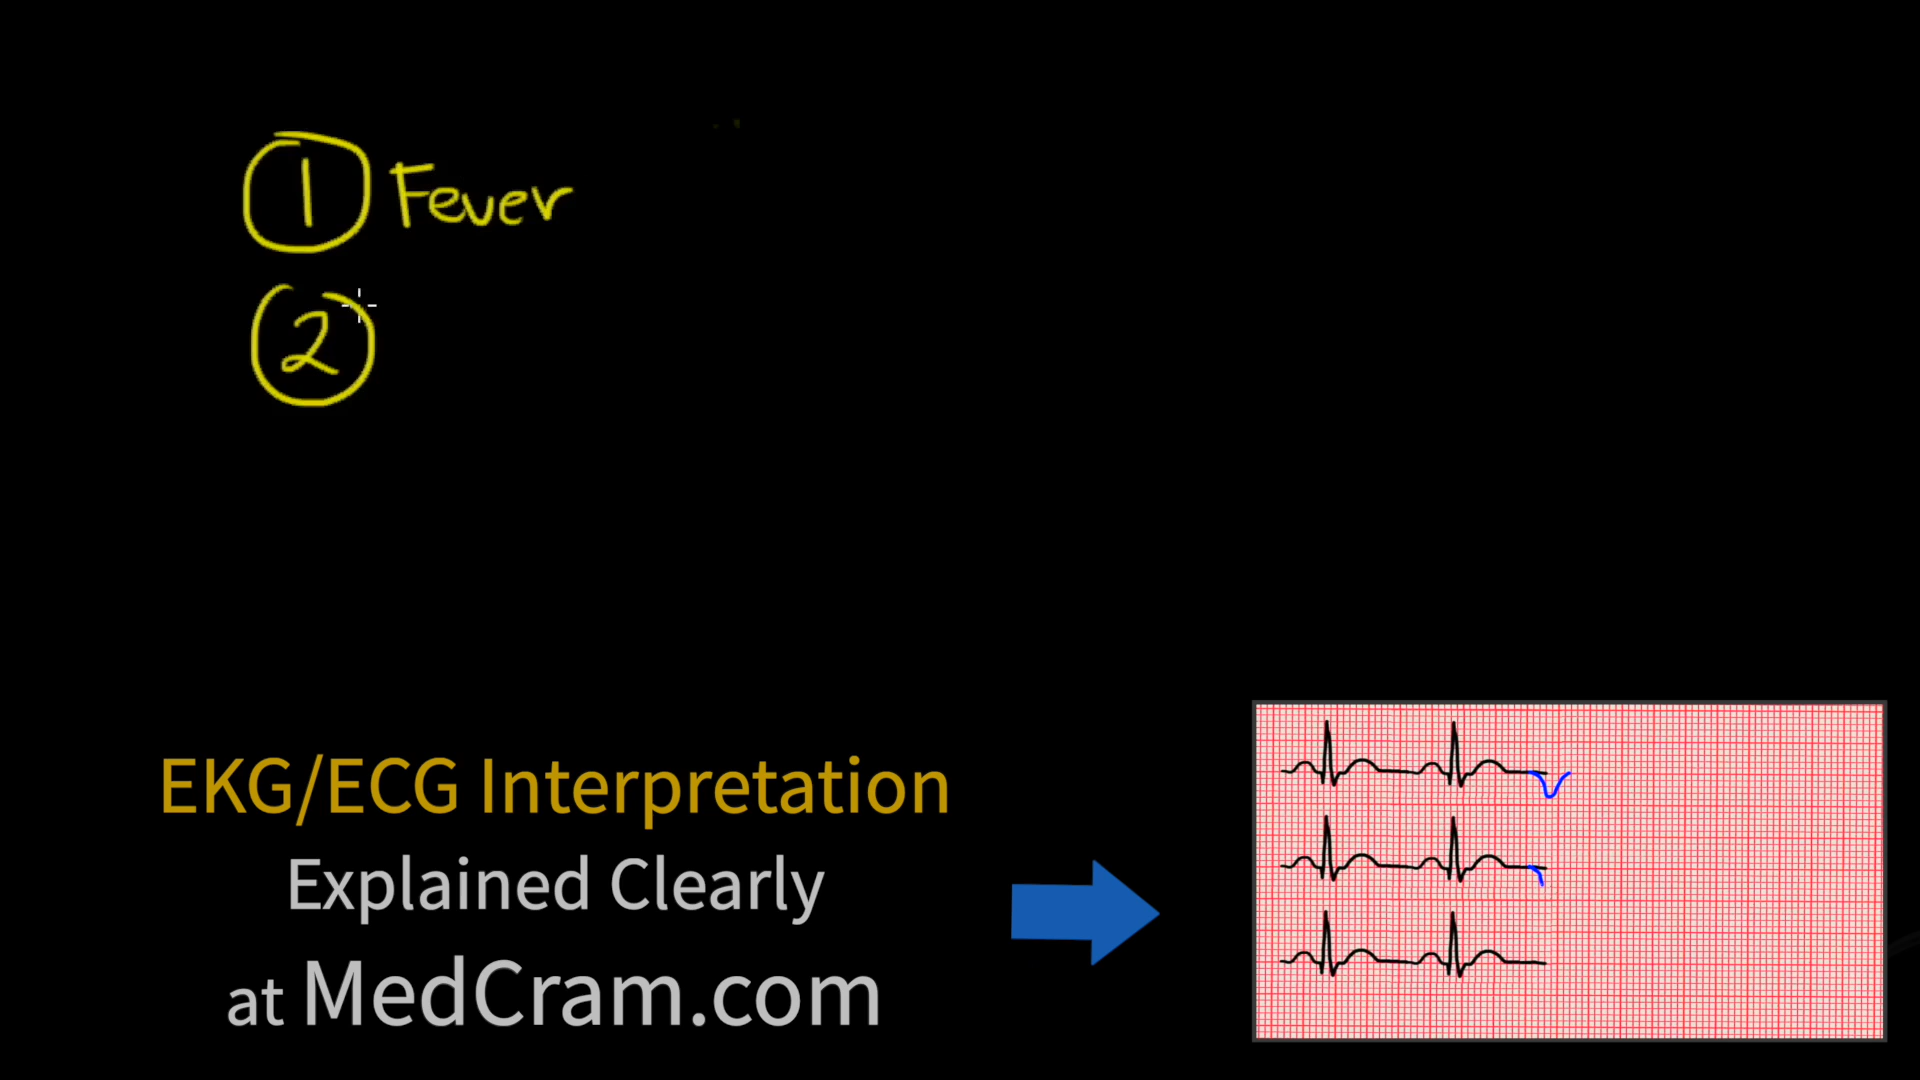 1 Fever
2
EKG/ECG Interpretation
Explained Clearly
at MedCram.com